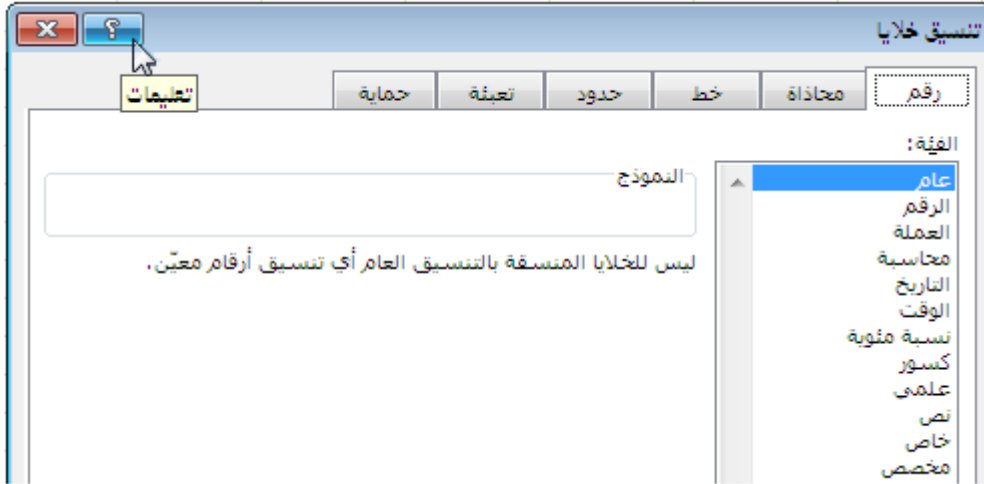 تنسيق خلايا
؟
تعليمات
رقم محاذاة خط حدود تعبئة حماية
الفئة:
عام
الرقم
العملة
محاسبة
التاريخ
الوقت
نسبة مئوية
كسور
علمي
نص
خاص
مخصص
النموذج
ليس للخلايا المنسقة بالتنسيق العام أي تنسيق أرقام معيّن.